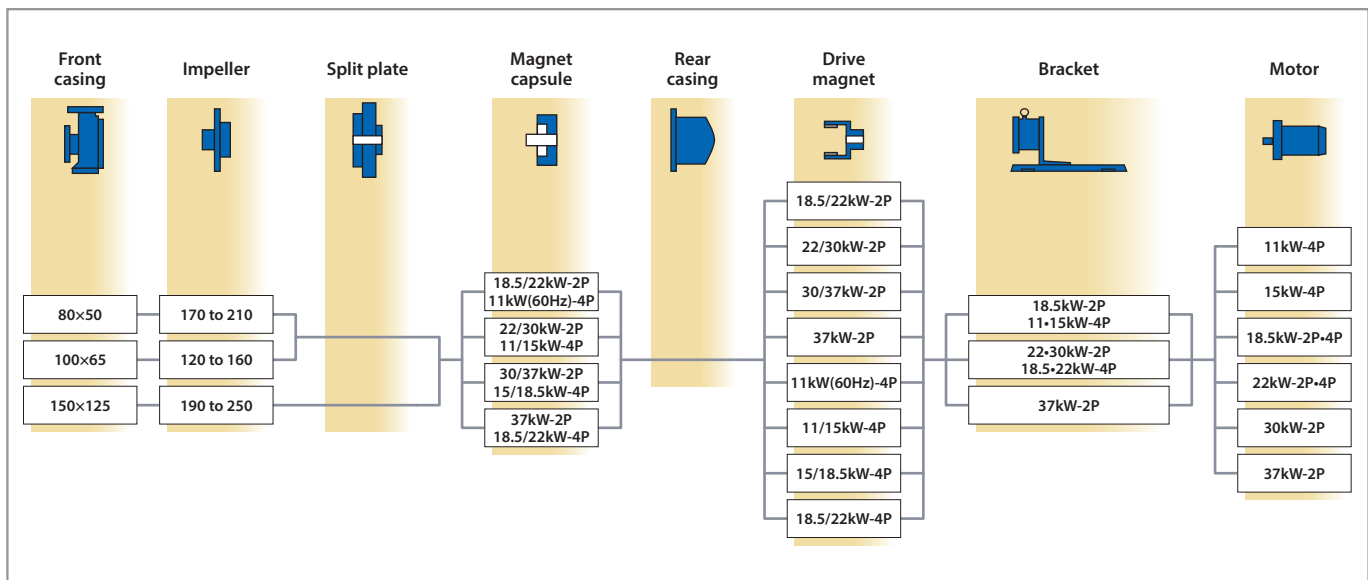 Front
casing
Impeller
Split plate
Magnet
capsule
Rear
casing
Drive
magnet
Bracket
Motor
80×50
100×65
150×125
170 to 210
120 to 160
190 to 250
18.5/22kW-2P
11kW(60Hz)-4P
22/30kW-2P
11/15kW-4P
30/37kW-2P
15/18.5kW-4P
37kW-2P
18.5/22kW-4P
18.5/22kW-2P
22/30kW-2P
30/37kW-2P
37kW-2P
11kW(60Hz)-4P
11/15kW-4P
15/18.5kW-4P
18.5/22kW-4P
18.5kW-2P
11•15kW-4P
22•30kW-2P
18.5•22kW-4P
37kW-2P
11kW-4P
15kW-4P
18.5kW-2P•4P
22kW-2P•4P
30kW-2P
37kW-2P